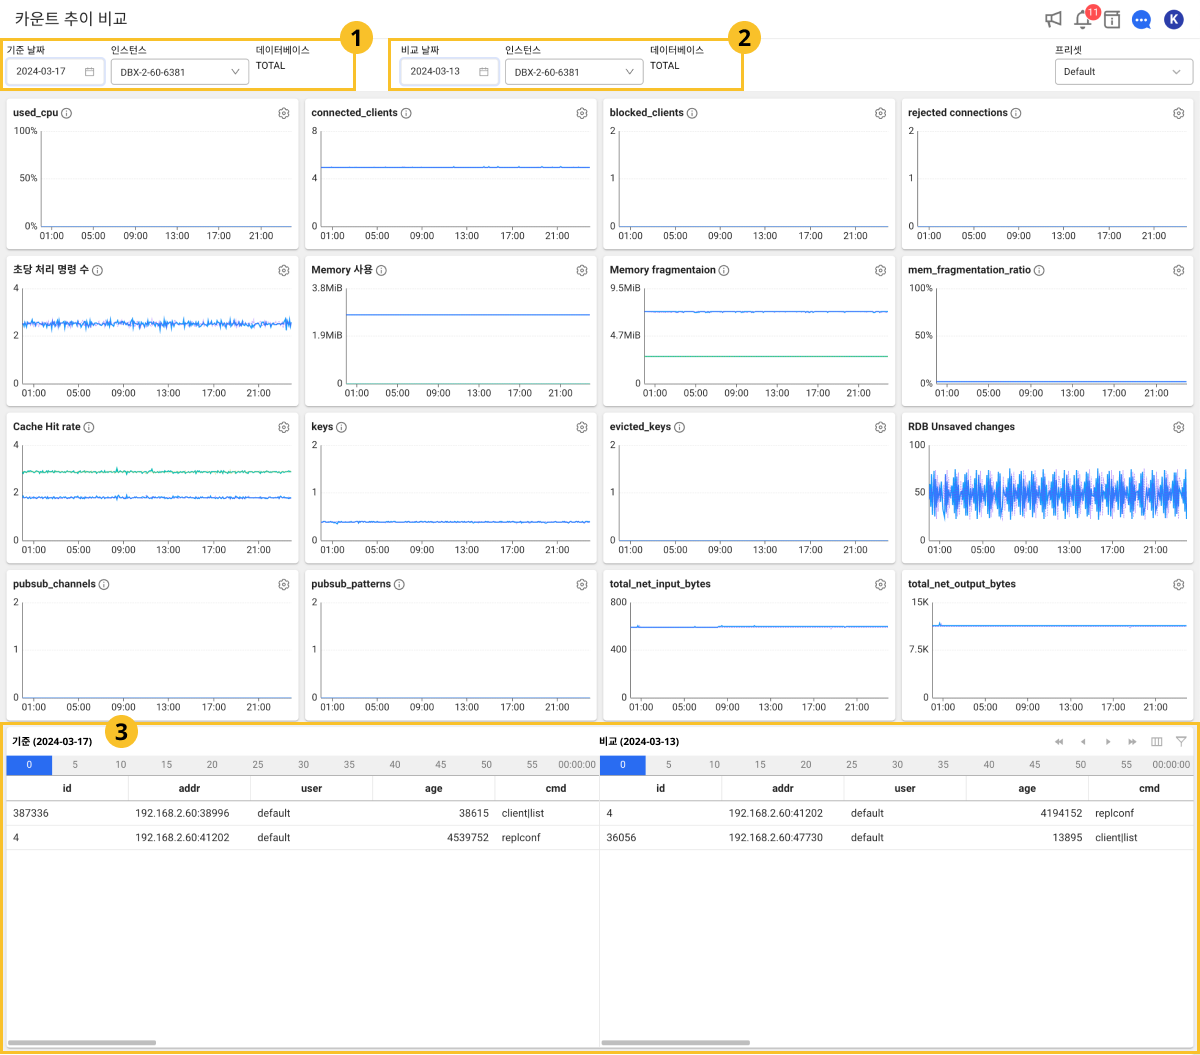 카운트 추이 비교
11
K
1
2
기준 날짜 인스턴스 데이터베이스
2024-03-17 DBX-2-60-6381 TOTAL
비교 날짜 인스턴스 데이터베이스
2024-03-13 DBX-2-60-6381 TOTAL
프리셋
Default
used_cpu
100%
50%
0%
01:00 05:00 09:00 13:00 17:00 21:00
connected_clients
8
4
0
01:00 05:00 09:00 13:00 17:00 21:00
blocked_clients
2
1
0
01:00 05:00 09:00 13:00 17:00 21:00
rejected connections
2
1
0
01:00 05:00 09:00 13:00 17:00 21:00
초당 처리 명령 수
4
2
0
01:00 05:00 09:00 13:00 17:00 21:00
Memory 사용
3.8MiB
1.9MiB
0
01:00 05:00 09:00 13:00 17:00 21:00
Memory fragmentaion
9.5MiB
4.7MiB
0
01:00 05:00 09:00 13:00 17:00 21:00
mem_fragmentation_ratio
100%
50%
0%
01:00 05:00 09:00 13:00 17:00 21:00
Cache Hit rate
4
2
0
01:00 05:00 09:00 13:00 17:00 21:00
keys
2
1
0
01:00 05:00 09:00 13:00 17:00 21:00
evicted_keys
2
1
0
01:00 05:00 09:00 13:00 17:00 21:00
RDB Unsaved changes
100
50
0
01:00 05:00 09:00 13:00 17:00 21:00
pubsub_channels
2
1
0
01:00 05:00 09:00 13:00 17:00 21:00
pubsub_patterns
2
1
0
01:00 05:00 09:00 13:00 17:00 21:00
total_net_input_bytes
800
400
0
01:00 05:00 09:00 13:00 17:00 21:00
total_net_output_bytes
15K
7.5K
0
01:00 05:00 09:00 13:00 17:00 21:00
3
기준 (2024-03-17)
0 5 10 15 20 25 30 35 40 45 50 55 00:00:00
id addr user age cmd
387336 192.168.2.60:38996 default 38615 client|list
4 192.168.2.60:41202 default 4539752 replconf
비교 (2024-03-13)
0 5 10 15 20 25 30 35 40 45 50 55 00:00:00
id addr user age cmd
4 192.168.2.60:41202 default 4194152 replconf
36056 192.168.2.60:47730 default 13895 client|list